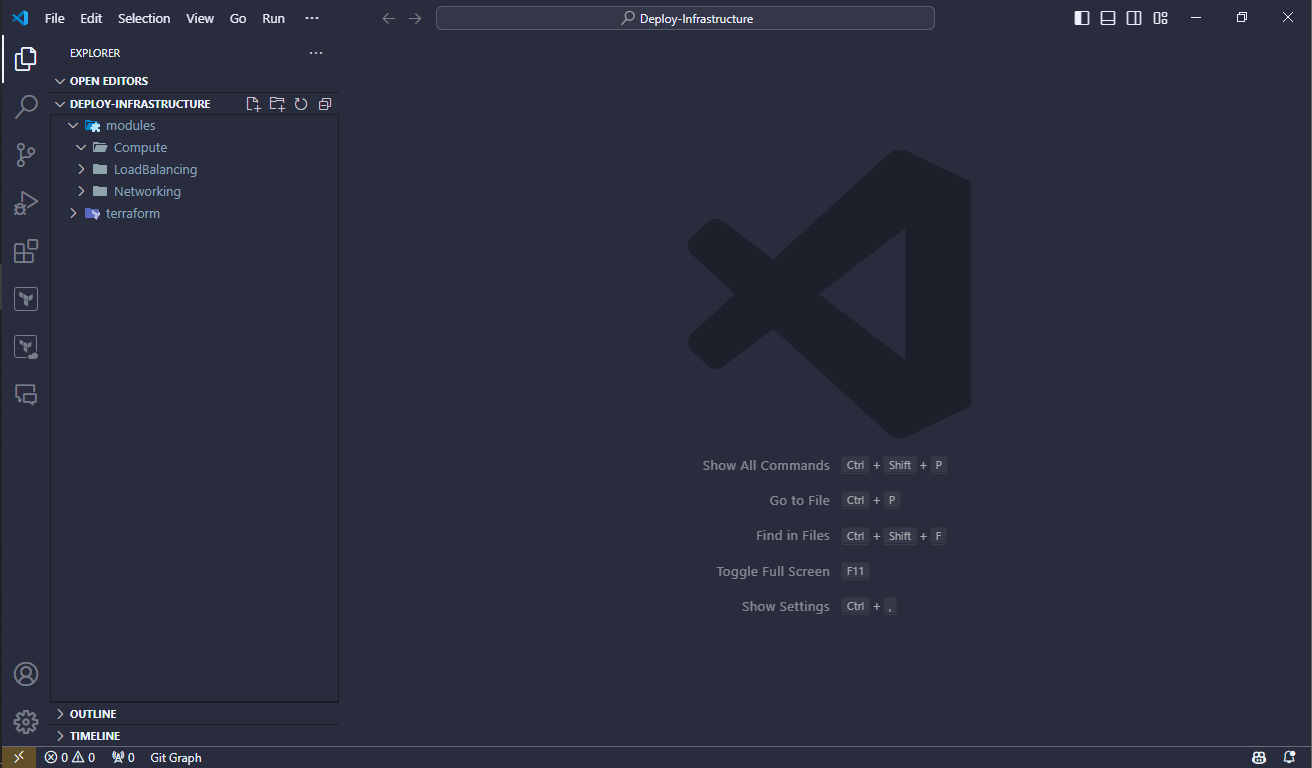 File Edit Selection View Go Run ···
Deploy-Infrastructure
EXPLORER ···
OPEN EDITORS
DEPLOY-INFRASTRUCTURE
modules
Compute
LoadBalancing
Networking
terraform
Show All Commands Ctrl + Shift + P
Go to File Ctrl + P
Find in Files Ctrl + Shift + F
Toggle Full Screen F11
Show Settings Ctrl + ,
OUTLINE
TIMELINE
0 0 0 Git Graph